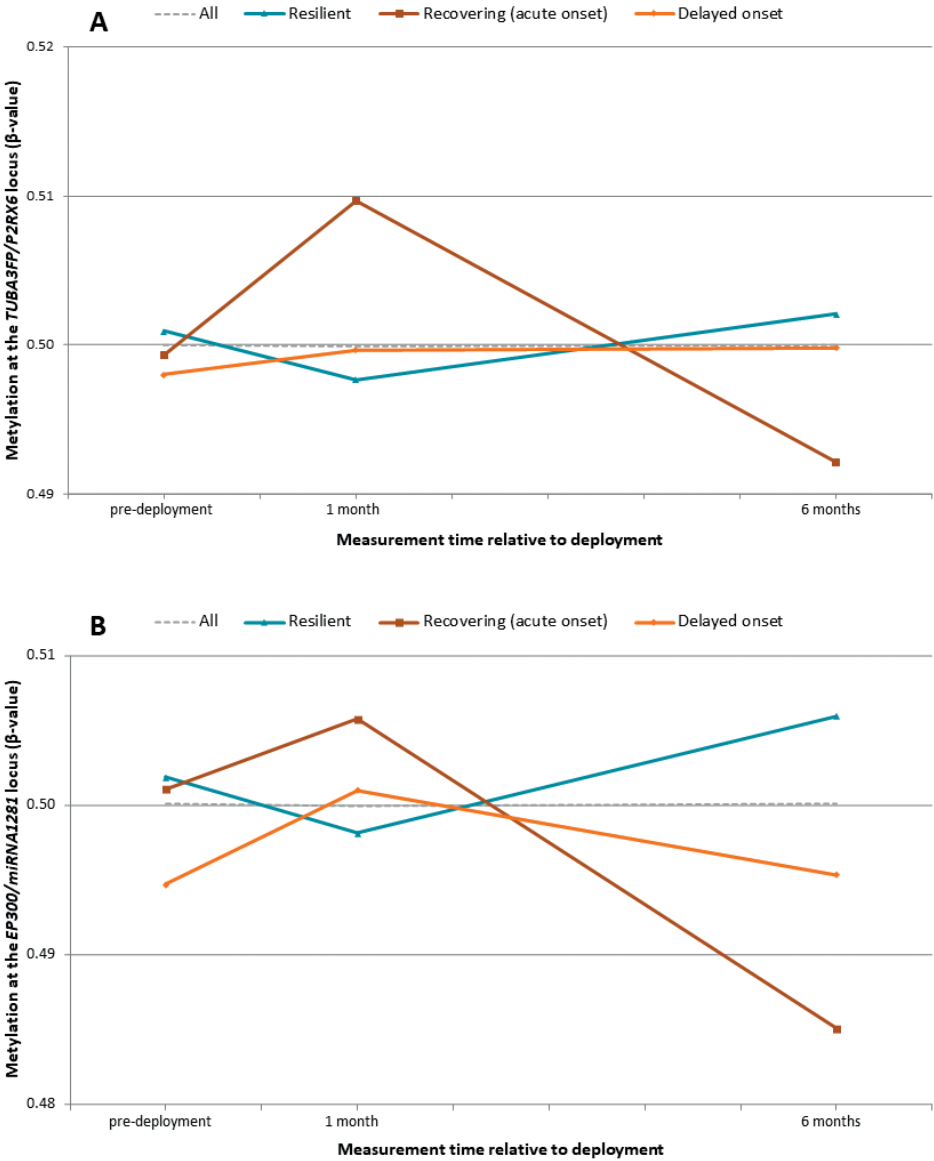 A
All Resilient Recovering (acute onset) Delayed onset
Metylation at the TUBA3FP/P2RX6 locus (β-value)
0.52
0.51
0.50
0.49
pre-deployment 1 month 6 months
Measurement time relative to deployment
B
All Resilient Recovering (acute onset) Delayed onset
Metylation at the EP300/miRNA1281 locus (β-value)
0.51
0.50
0.49
0.48
pre-deployment 1 month 6 months
Measurement time relative to deployment